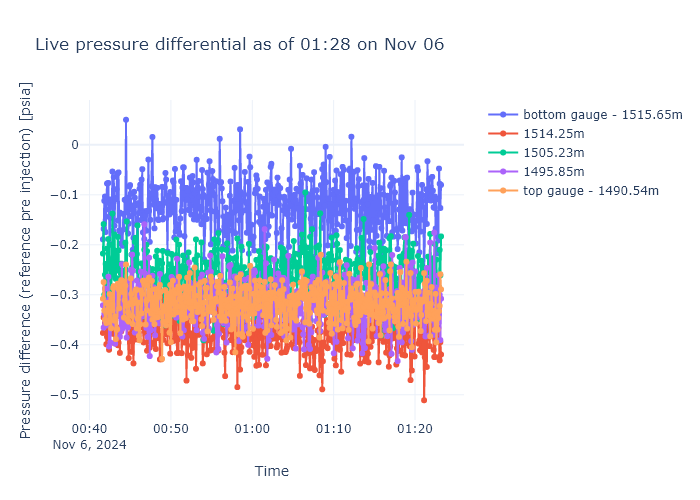 Live pressure differential as of 01:28 on Nov 06
Pressure difference (reference pre injection) [psia]
0
−0.1
−0.2
−0.3
−0.4
−0.5
00:40
Nov 6, 2024
00:50
01:00
01:10
01:20
Time
bottom gauge - 1515.65m
1514.25m
1505.23m
1495.85m
top gauge - 1490.54m